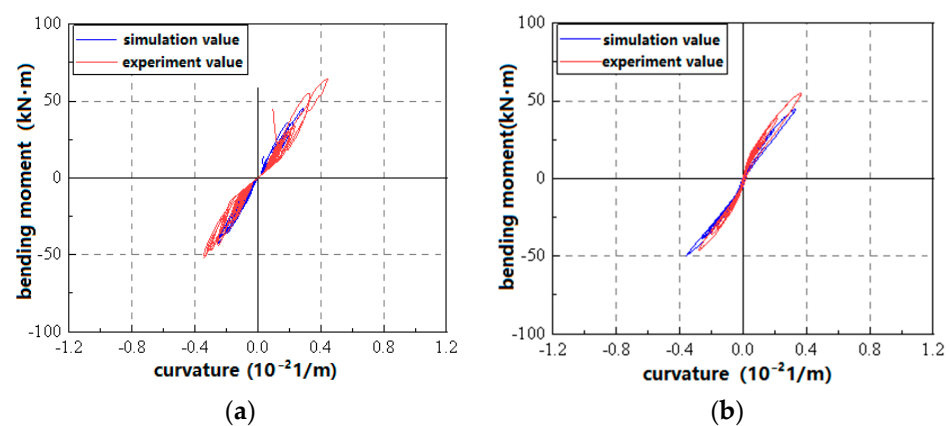 100
simulation value
experiment value
50
0
-50
-100
-1.2 -0.8 -0.4 0.0 0.4 0.8 1.2
bending moment (kN·m)
curvature (10⁻²1/m)
(a)
100
simulation value
experiment value
50
0
-50
-100
-1.2 -0.8 -0.4 0.0 0.4 0.8 1.2
bending moment(kN·m)
curvature (10⁻²1/m)
(b)